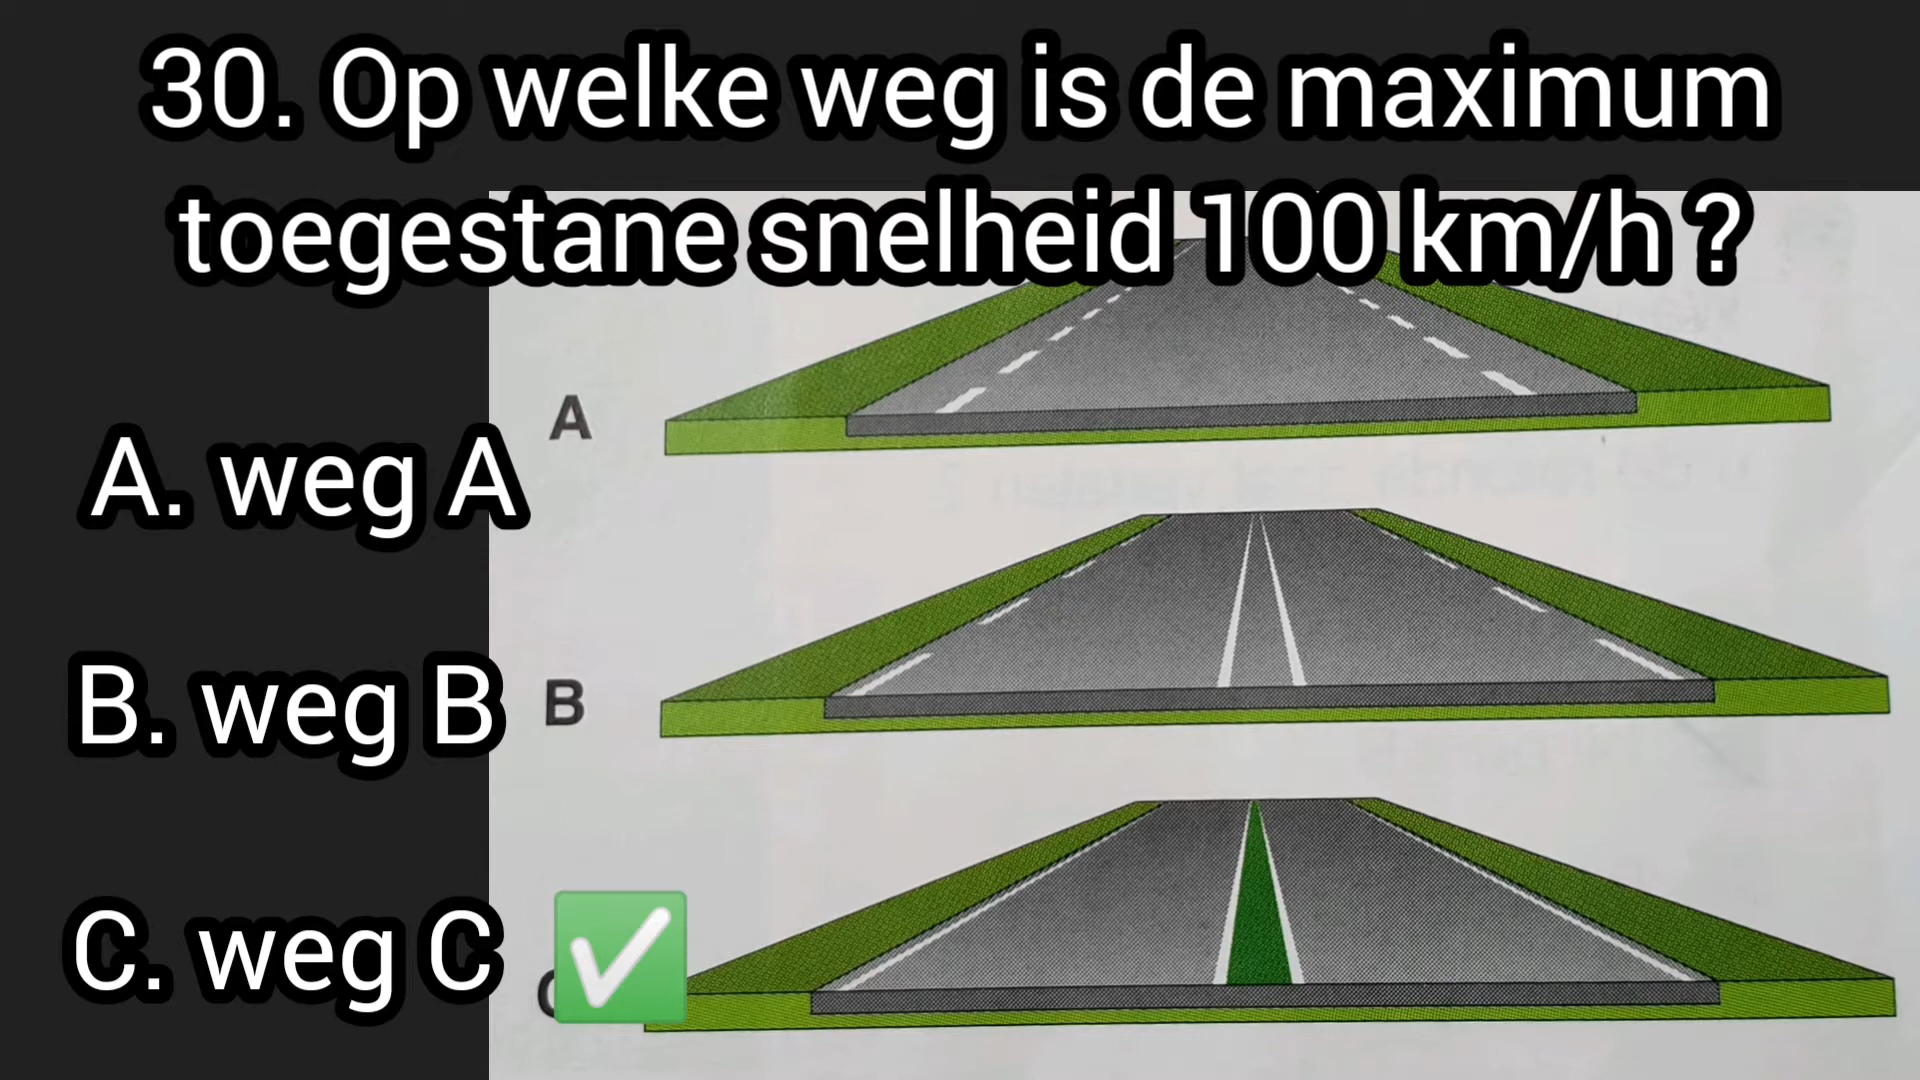 30. Op welke weg is de maximum
toegestane snelheid 100 km/h ?
A
A. weg A
B. weg B
B
C. weg C